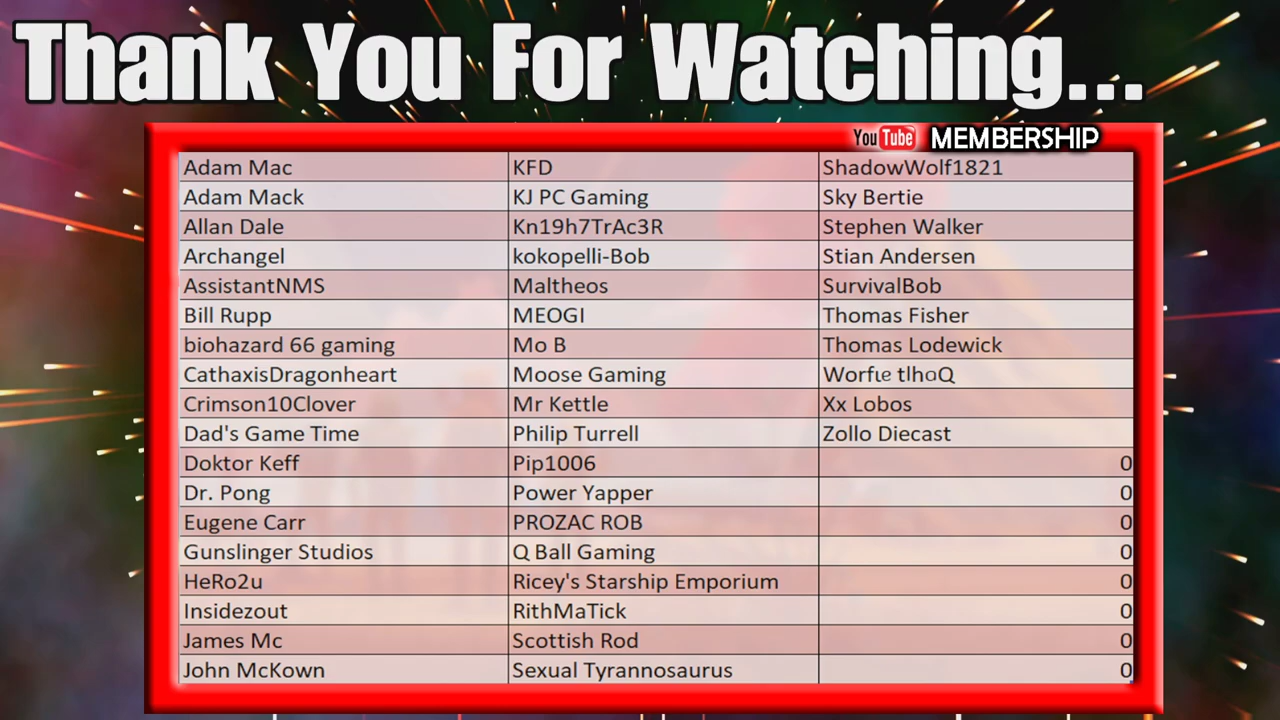 Thank You For Watching...
YouTube MEMBERSHIP
Adam Mac KFD ShadowWolf1821
Adam Mack KJ PC Gaming Sky Bertie
Allan Dale Kn19h7TrAc3R Stephen Walker
Archangel kokopelli-Bob Stian Andersen
AssistantNMS Maltheos SurvivalBob
Bill Rupp MEOGI Thomas Fisher
biohazard 66 gaming Mo B Thomas Lodewick
CathaxisDragonheart Moose Gaming Worfɩɐ tlhɑQ
Crimson10Clover Mr Kettle Xx Lobos
Dad's Game Time Philip Turrell Zollo Diecast
Doktor Keff Pip1006 0
Dr. Pong Power Yapper 0
Eugene Carr PROZAC ROB 0
Gunslinger Studios Q Ball Gaming 0
HeRo2u Ricey's Starship Emporium 0
Insidezout RithMaTick 0
James Mc Scottish Rod 0
John McKown Sexual Tyrannosaurus 0